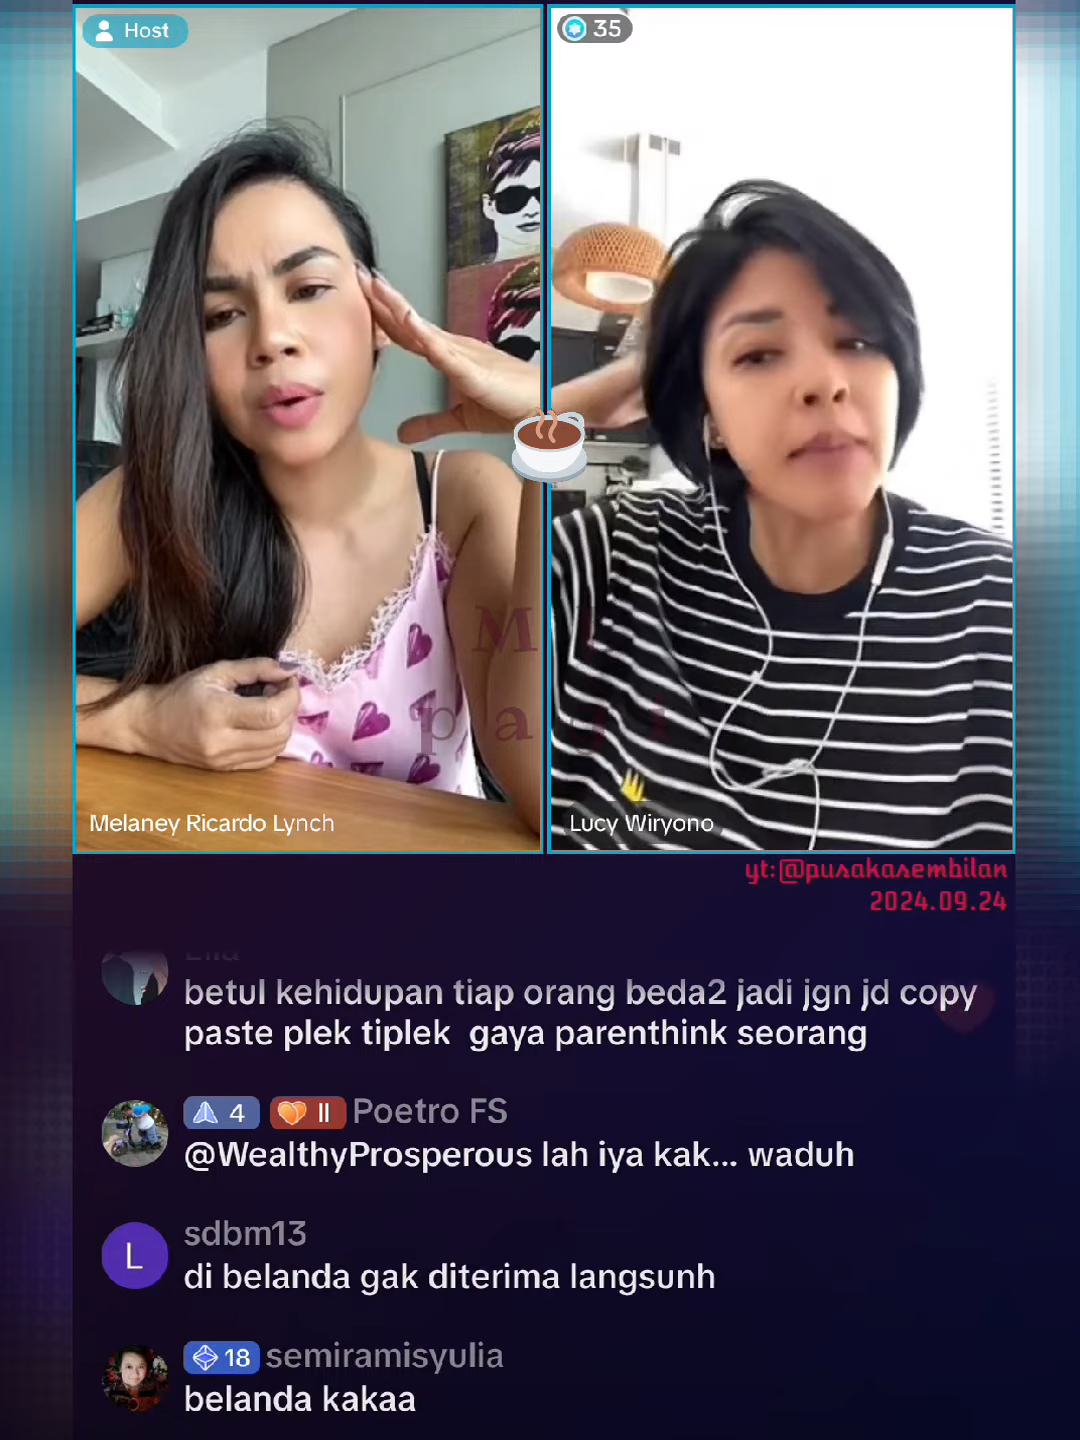 Host
35
M
p a g i
Melaney Ricardo Lynch
Lucy Wiryono
yt:@pusakasembilan
2024.09.24
betul kehidupan tiap orang beda2 jadi jgn jd copy
paste plek tiplek gaya parenthink seorang
4 II Poetro FS
@WealthyProsperous lah iya kak... waduh
sdbm13
L
di belanda gak diterima langsunh
18 semiramisyulia
belanda kakaa